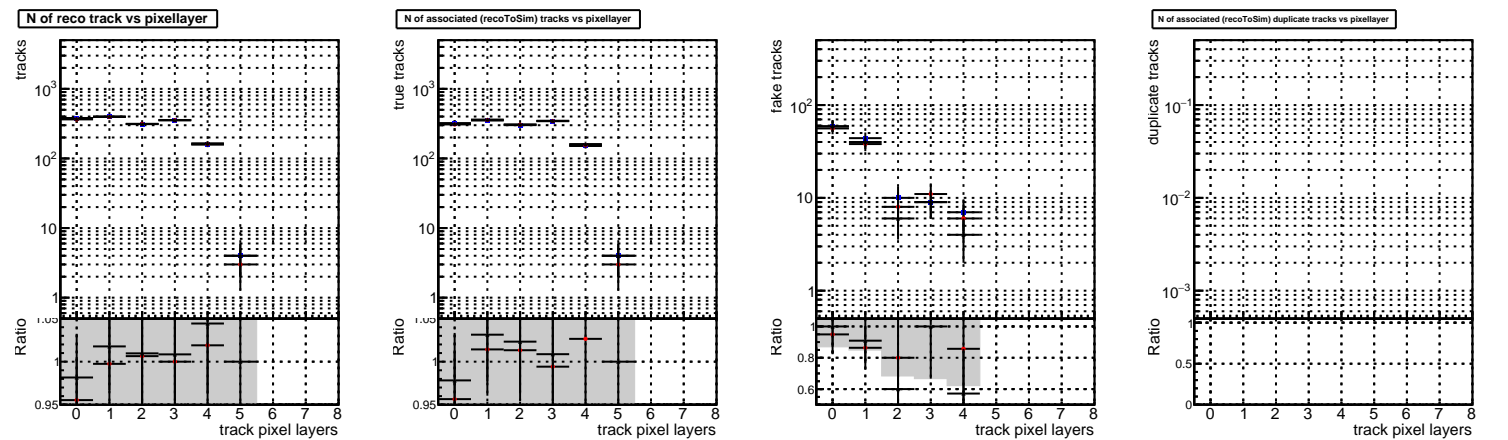 N of reco track vs pixellayer
tracks
10³
10²
10
1
Ratio
1.05
1
0.95
0 1 2 3 4 5 6 7 8
track pixel layers
N of associated (recoToSim) tracks vs pixellayer
true tracks
10³
10²
10
1
Ratio
1.05
1
0.95
0 1 2 3 4 5 6 7 8
track pixel layers
fake tracks
10²
10
1
Ratio
1
0.8
0.6
0 1 2 3 4 5 6 7 8
track pixel layers
N of associated (recoToSim) duplicate tracks vs pixellayer
duplicate tracks
10⁻¹
10⁻²
10⁻³
Ratio
1
0.5
0
0 1 2 3 4 5 6 7 8
track pixel layers